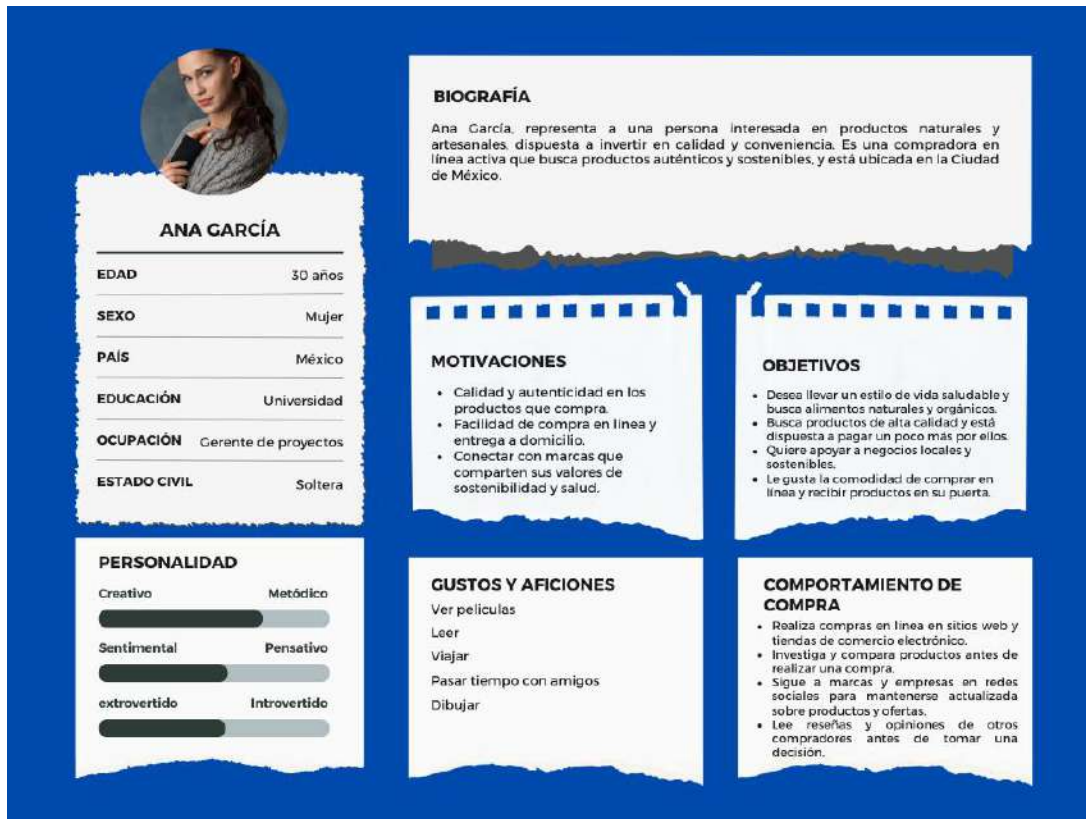 ANA GARCÍA
EDAD 30 años
SEXO Mujer
PAÍS México
EDUCACIÓN Universidad
OCUPACIÓN Gerente de proyectos
ESTADO CIVIL Soltera
PERSONALIDAD
Creativo Metódico
Sentimental Pensativo
extrovertido Introvertido
BIOGRAFÍA
Ana García, representa a una persona interesada en productos naturales y
artesanales, dispuesta a invertir en calidad y conveniencia. Es una compradora en
línea activa que busca productos auténticos y sostenibles, y está ubicada en la Ciudad
de México.
MOTIVACIONES
• Calidad y autenticidad en los
productos que compra.
• Facilidad de compra en línea y
entrega a domicilio.
• Conectar con marcas que
comparten sus valores de
sostenibilidad y salud.
OBJETIVOS
• Desea llevar un estilo de vida saludable y
busca alimentos naturales y orgánicos.
• Busca productos de alta calidad y está
dispuesta a pagar un poco más por ellos.
• Quiere apoyar a negocios locales y
sostenibles.
• Le gusta la comodidad de comprar en
línea y recibir productos en su puerta.
GUSTOS Y AFICIONES
Ver peliculas
Leer
Viajar
Pasar tiempo con amigos
Dibujar
COMPORTAMIENTO DE
COMPRA
• Realiza compras en línea en sitios web y
tiendas de comercio electrónico.
• Investiga y compara productos antes de
realizar una compra.
• Sigue a marcas y empresas en redes
sociales para mantenerse actualizada
sobre productos y ofertas.
• Lee reseñas y opiniones de otros
compradores antes de tomar una
decisión.